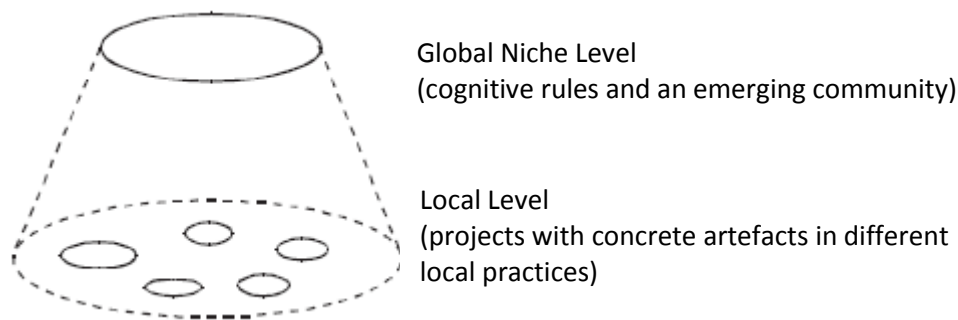 Global Niche Level
(cognitive rules and an emerging community)
Local Level
(projects with concrete artefacts in different
local practices)